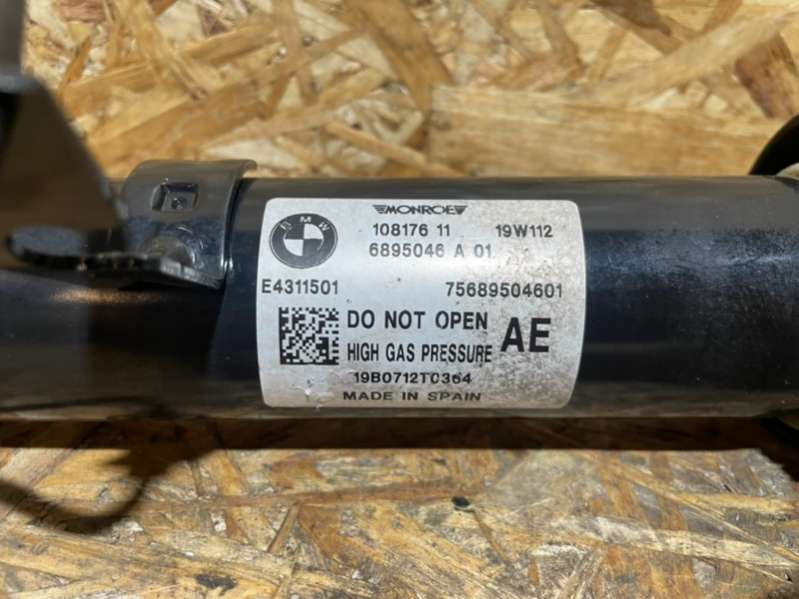 MONROE
BMW
108176 11 19W112
6895046 A 01
E4311501 75689504601
DO NOT OPEN
HIGH GAS PRESSURE
AE
19B0712T0364
MADE IN SPAIN